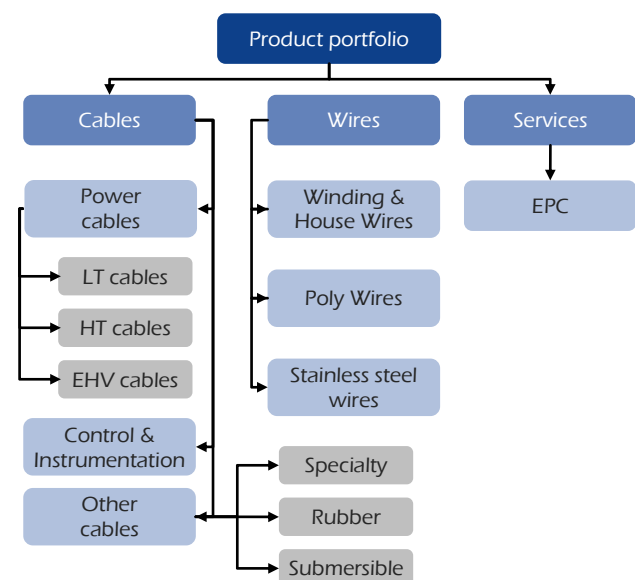 Product portfolio
Cables
Wires
Services
Power
cables
LT cables
HT cables
EHV cables
Control &
Instrumentation
Other
cables
Specialty
Rubber
Submersible
Winding &
House Wires
Poly Wires
Stainless steel
wires
EPC